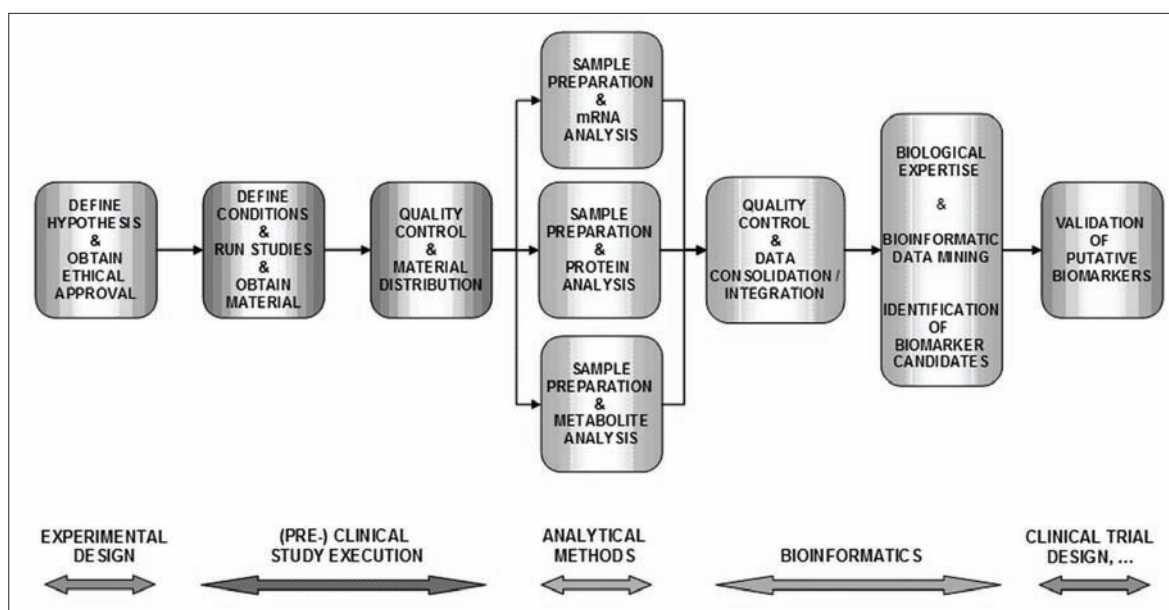 DEFINE
HYPOTHESIS
&
OBTAIN
ETHICAL
APPROVAL
DEFINE
CONDITIONS
&
RUN STUDIES
&
OBTAIN
MATERIAL
QUALITY
CONTROL
&
MATERIAL
DISTRIBUTION
SAMPLE
PREPARATION
&
mRNA
ANALYSIS
SAMPLE
PREPARATION
&
PROTEIN
ANALYSIS
SAMPLE
PREPARATION
&
METABOLITE
ANALYSIS
QUALITY
CONTROL
&
DATA
CONSOLIDATION /
INTEGRATION
BIOLOGICAL
EXPERTISE
&
BIOINFORMATIC
DATA MINING
IDENTIFICATION
OF
BIOMARKER
CANDIDATES
VALIDATION
OF
PUTATIVE
BIOMARKERS
EXPERIMENTAL
DESIGN
(PRE-) CLINICAL
STUDY EXECUTION
ANALYTICAL
METHODS
BIOINFORMATICS
CLINICAL TRIAL
DESIGN, ...